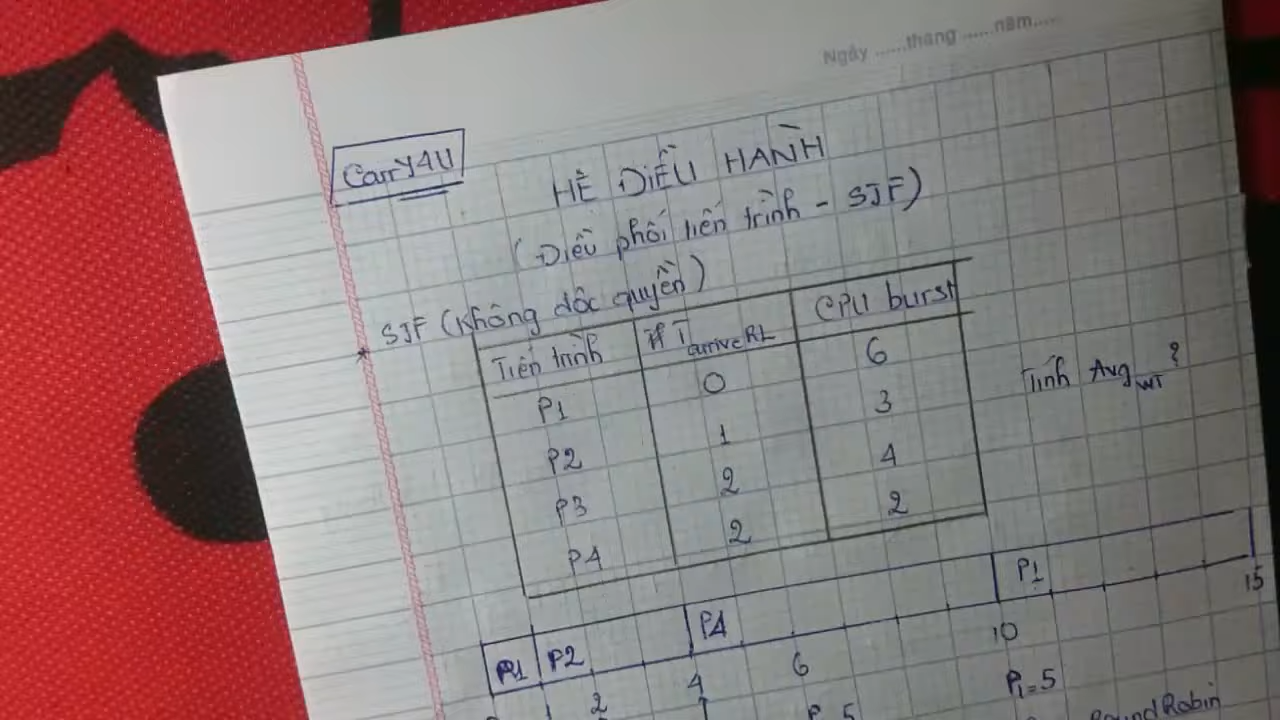 Ngày ......tháng ......năm.....
CarrY4U
HỆ ĐIỀU HÀNH
(Điều phối tiến trình - SJF)
* SJF (Không độc quyền)
Tiến trình T arriveRL CPU burst
P1 0 6
P2 1 3
P3 2 4
P4 2 2
Tính Avg WT ?
P1 P2 P4 P1
2 4 6 10 15
P1=5
Round Robin